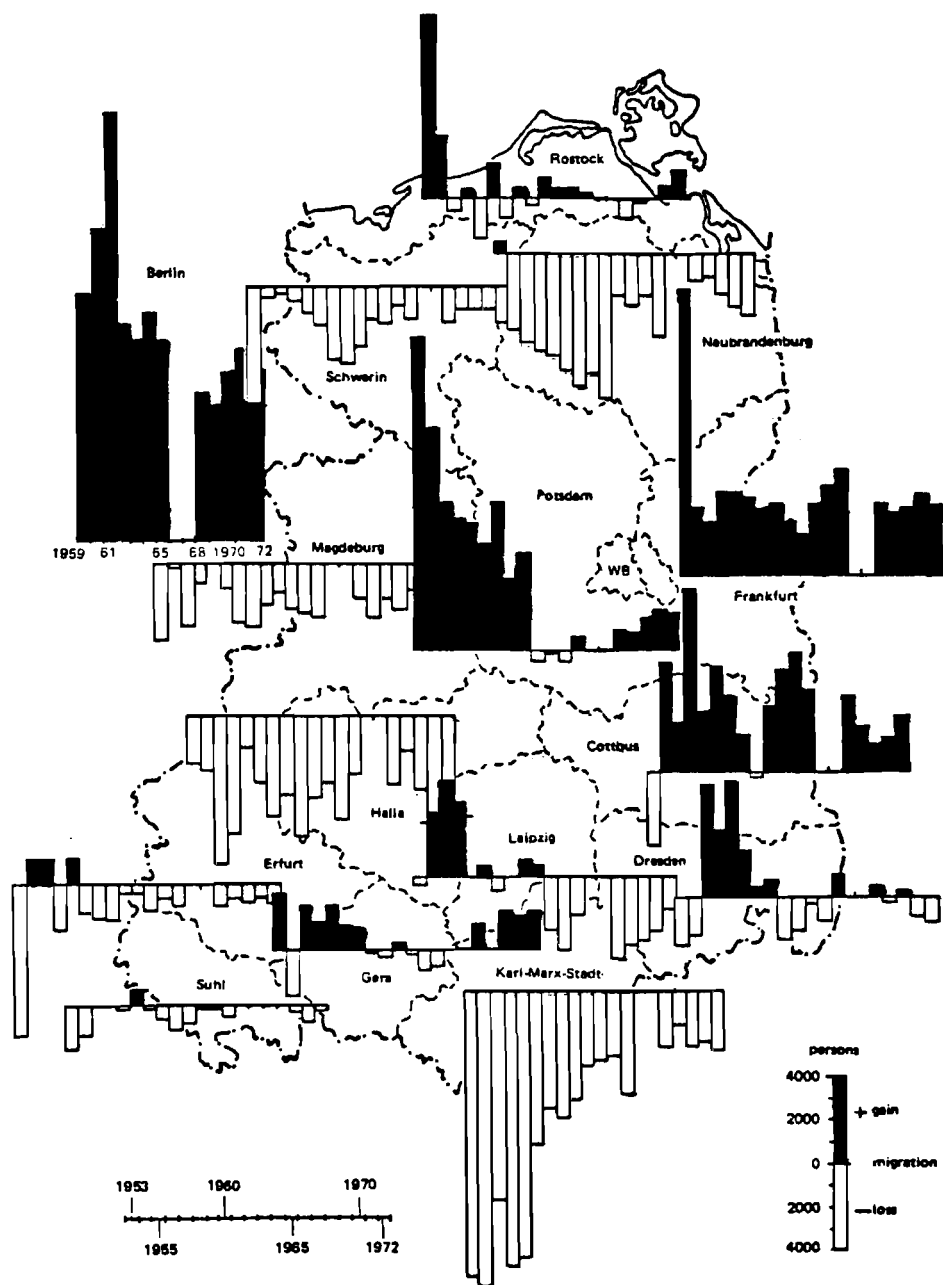 Rostock
Berlin
Neubrandenburg
Schwerin
Potsdam
1959 61 65 68 1970 72
Magdeburg
WB
Frankfurt
Cottbus
Halle
Leipzig
Erfurt
Dresden
Gera
Karl-Marx-Stadt
Suhl
persons
4000
+ gain
2000
0 migration
2000 — loss
4000
1953 1960 1970
1955 1965 1972